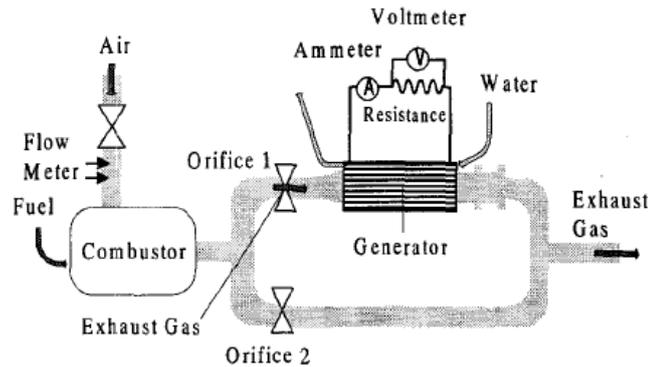 Voltmeter
Air
Ammeter
V
A
Water
Resistance
Flow
Meter
Orifice 1
Fuel
Exhaust
Gas
Combustor
Generator
Exhaust Gas
Orifice 2